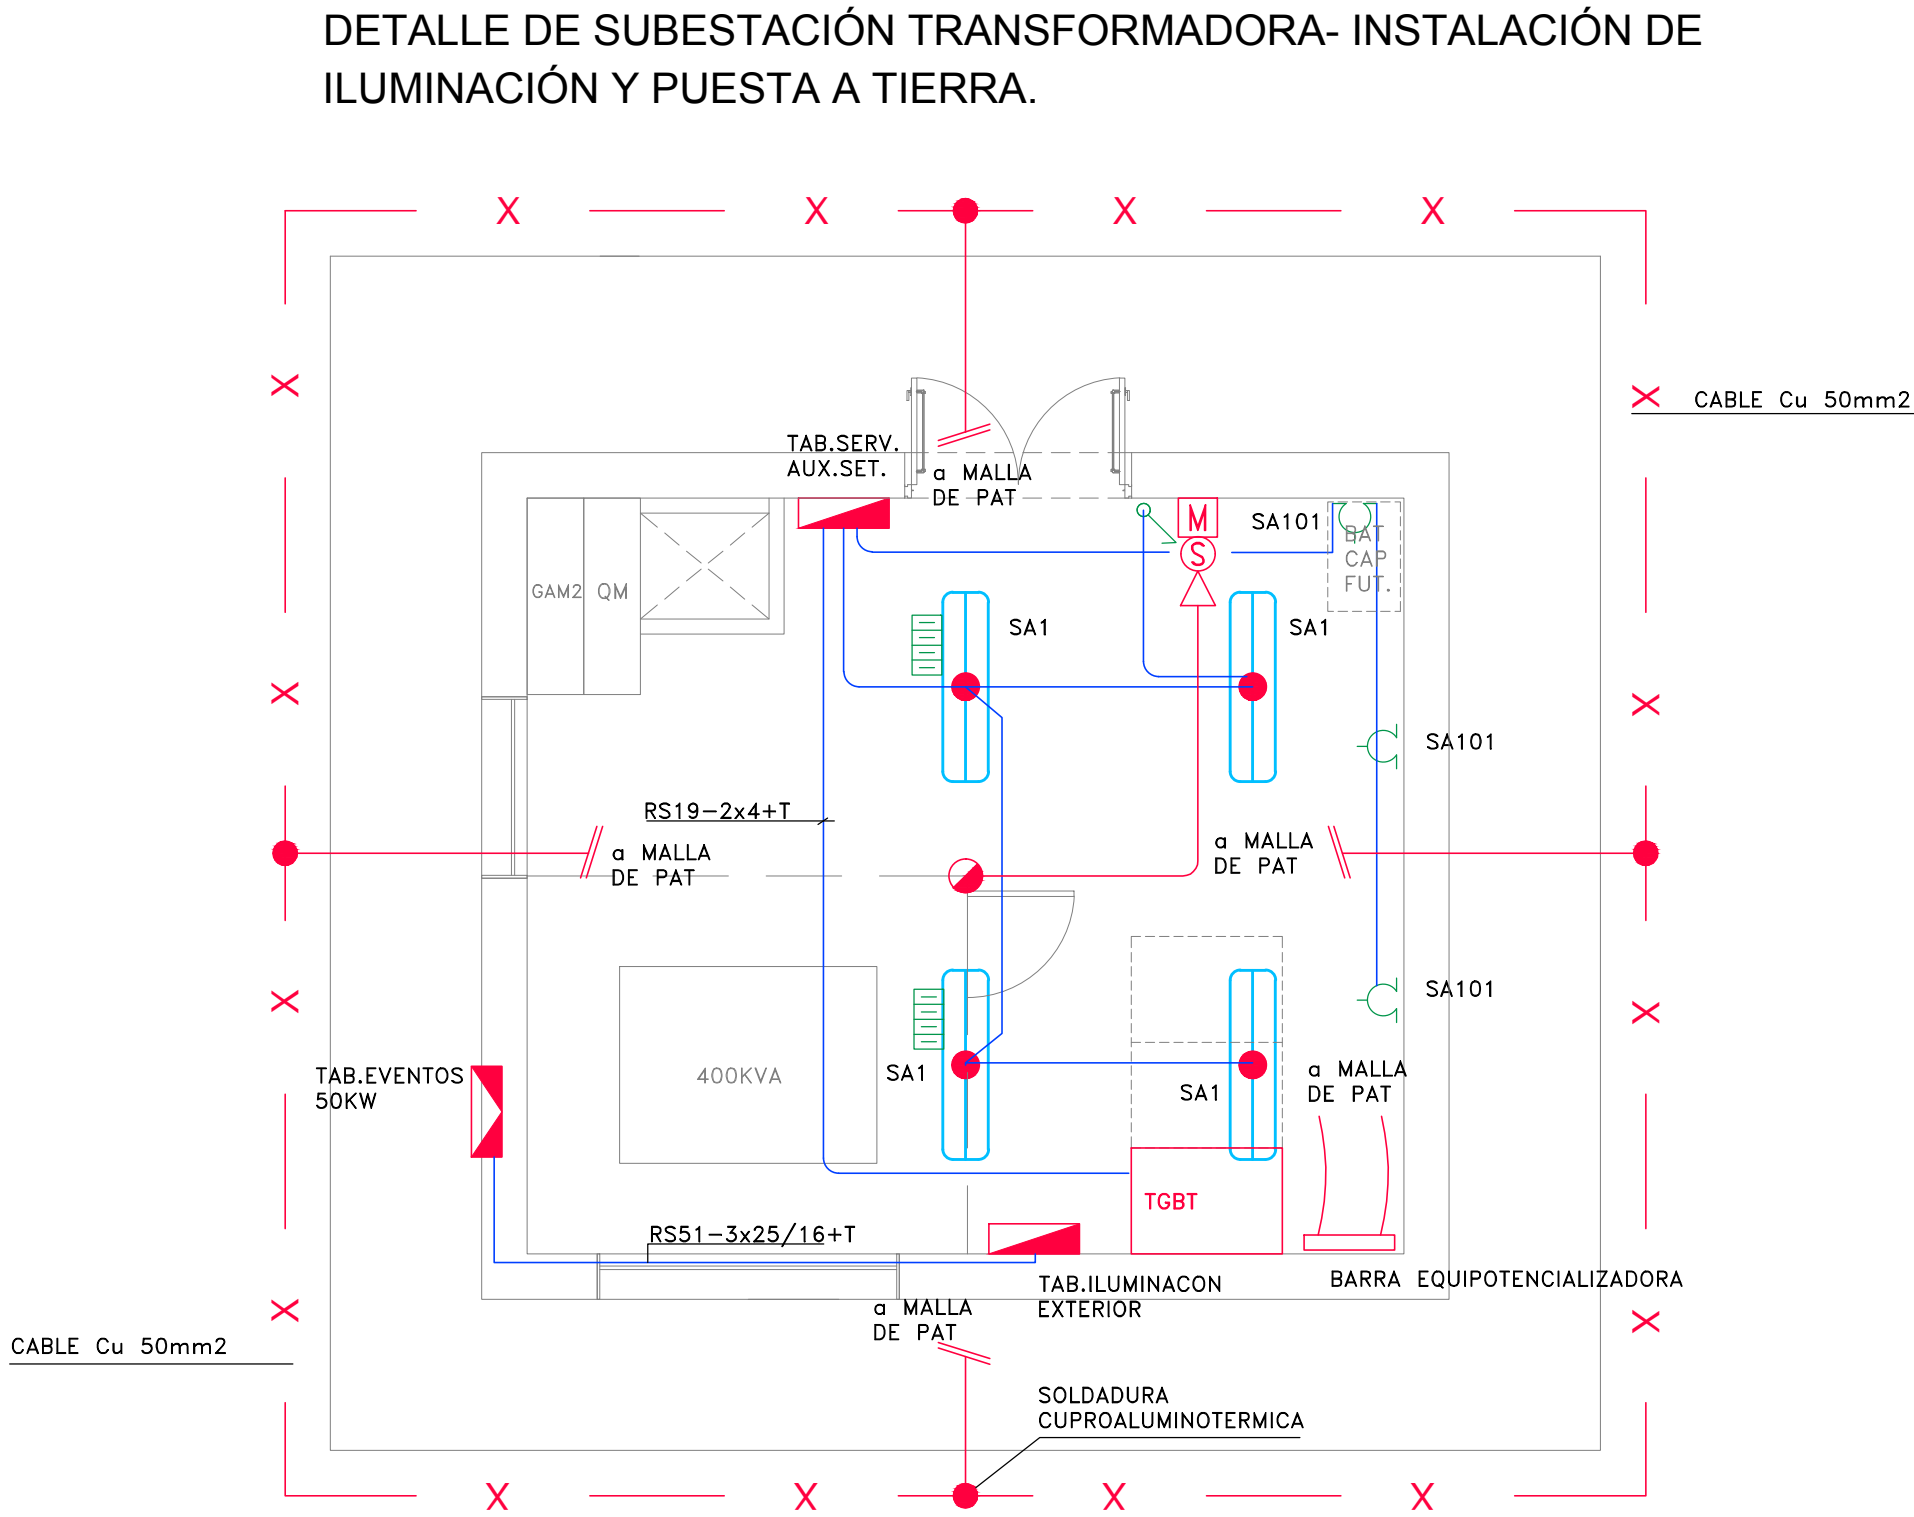 DETALLE DE SUBESTACIÓN TRANSFORMADORA- INSTALACIÓN DE
ILUMINACIÓN Y PUESTA A TIERRA.
X X X X
X
X
CABLE Cu 50mm2
TAB.SERV.
AUX.SET.
a MALLA
DE PAT
M
S
SA101
BAT
CAP
FUT.
GAM2
QM
SA1
SA1
X
X
SA101
RS19-2x4+T
a MALLA
DE PAT
a MALLA
DE PAT
X
X
SA101
400KVA
SA1
SA1
a MALLA
DE PAT
TAB.EVENTOS
50KW
TGBT
RS51-3x25/16+T
TAB.ILUMINACON
EXTERIOR
BARRA EQUIPOTENCIALIZADORA
a MALLA
DE PAT
X
X
CABLE Cu 50mm2
SOLDADURA
CUPROALUMINOTERMICA
X X X X